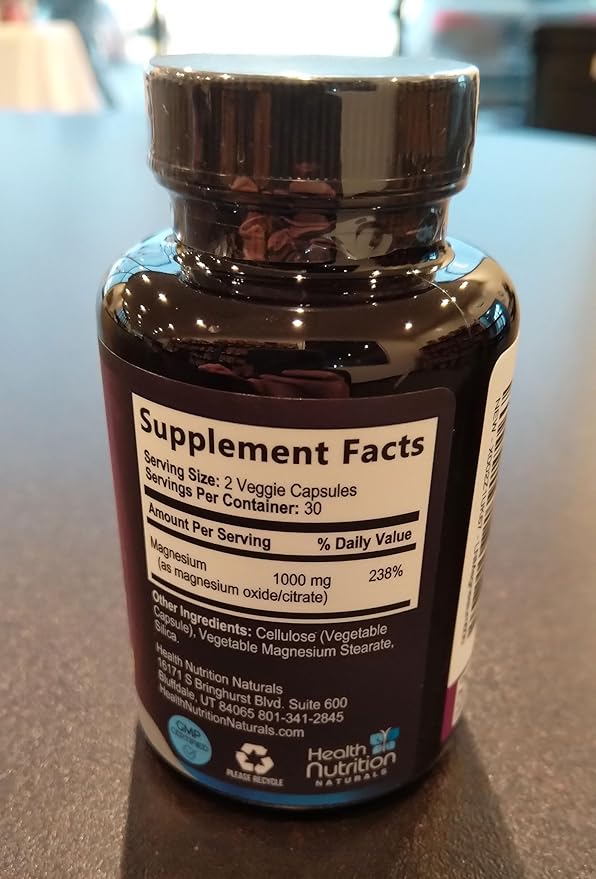 Supplement Facts
Serving Size: 2 Veggie Capsules
Servings Per Container: 30
Amount Per Serving % Daily Value
Magnesium 1000 mg 238%
(as magnesium oxide/citrate)
Other Ingredients: Cellulose (Vegetable
Capsule), Vegetable Magnesium Stearate,
Silica.
Health Nutrition Naturals
16171 S Bringhurst Blvd. Suite 600
Bluffdale, UT 84065 801-341-2845
HealthNutritionNaturals.com
GMP
CERTIFIED
PLEASE RECYCLE
Health
Nutrition
NATURALS